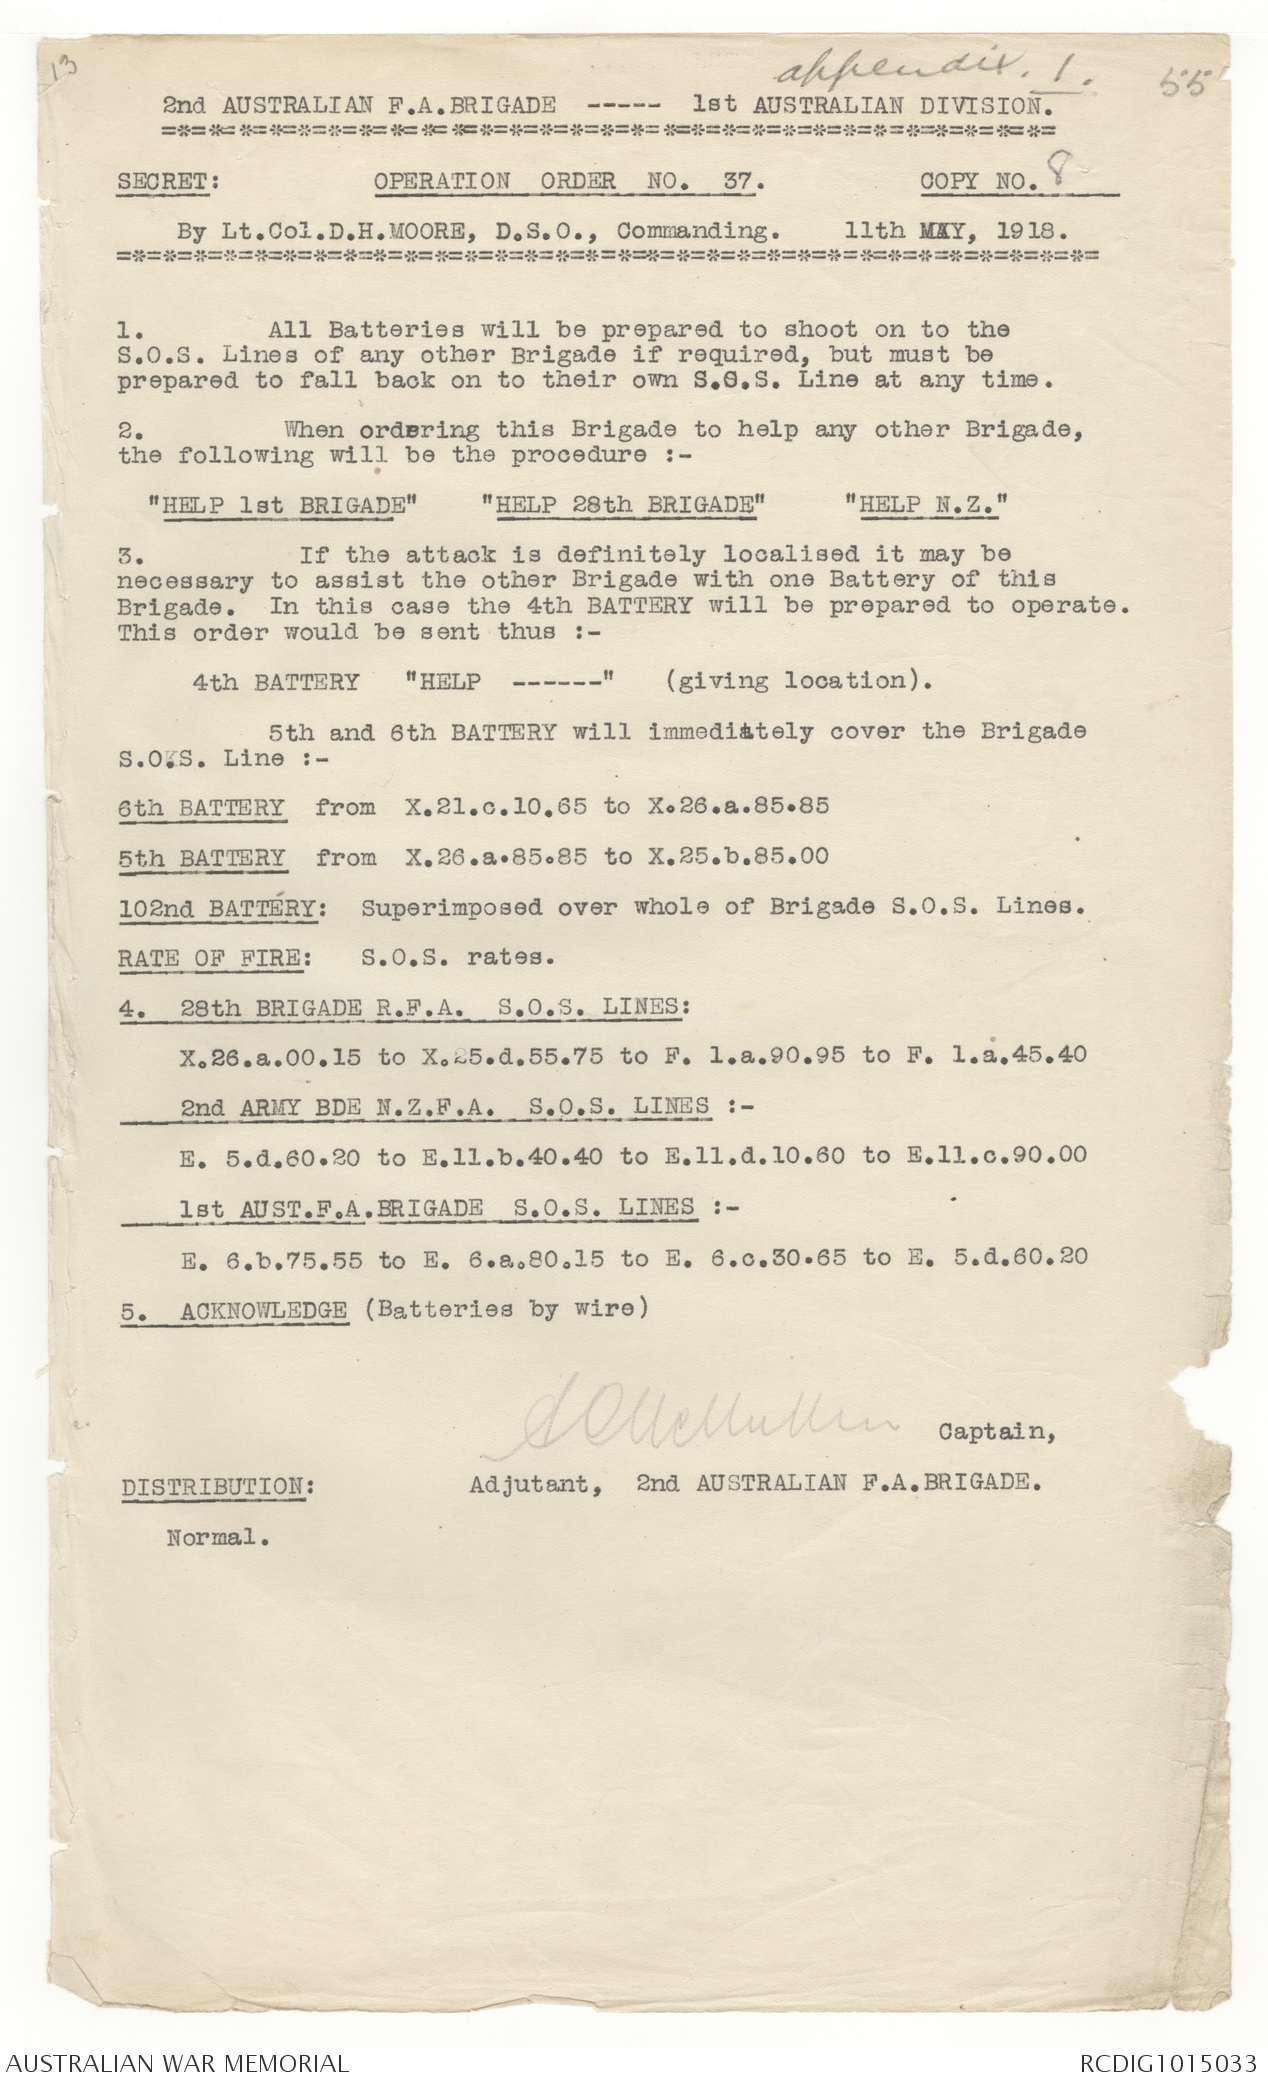 13
appendix. 1.
55
2nd AUSTRALIAN F.A.BRIGADE ----- 1st AUSTRALIAN DIVISION.
=*=*=*=*=*=*=*=*=*=*=*=*=*=*=*=*=*=*=*=*=*=*=*=*=*=*=*=*=*=
SECRET: OPERATION ORDER NO. 37. COPY NO. 8
By Lt.Col.D.H.MOORE, D.S.O., Commanding. 11th MAY, 1918.
=*=*=*=*=*=*=*=*=*=*=*=*=*=*=*=*=*=*=*=*=*=*=*=*=*=*=*=*=*=*=*=*=
1. All Batteries will be prepared to shoot on to the
S.O.S. Lines of any other Brigade if required, but must be
prepared to fall back on to their own S.O.S. Line at any time.
2. When ordering this Brigade to help any other Brigade,
the following will be the procedure :-
"HELP 1st BRIGADE" "HELP 28th BRIGADE" "HELP N.Z."
3. If the attack is definitely localised it may be
necessary to assist the other Brigade with one Battery of this
Brigade. In this case the 4th BATTERY will be prepared to operate.
This order would be sent thus :-
4th BATTERY "HELP ------" (giving location).
5th and 6th BATTERY will immediately cover the Brigade
S.O.S. Line :-
6th BATTERY from X.21.c.10.65 to X.26.a.85.85
5th BATTERY from X.26.a.85.85 to X.25.b.85.00
102nd BATTERY: Superimposed over whole of Brigade S.O.S. Lines.
RATE OF FIRE: S.O.S. rates.
4. 28th BRIGADE R.F.A. S.O.S. LINES:
X.26.a.00.15 to X.25.d.55.75 to F. 1.a.90.95 to F. 1.a.45.40
2nd ARMY BDE N.Z.F.A. S.O.S. LINES :-
E. 5.d.60.20 to E.11.b.40.40 to E.11.d.10.60 to E.11.c.90.00
1st AUST.F.A.BRIGADE S.O.S. LINES :-
E. 6.b.75.55 to E. 6.a.80.15 to E. 6.c.30.65 to E. 5.d.60.20
5. ACKNOWLEDGE (Batteries by wire)
McMullen Captain,
DISTRIBUTION: Adjutant, 2nd AUSTRALIAN F.A.BRIGADE.
Normal.
AUSTRALIAN WAR MEMORIAL RCDIG1015033